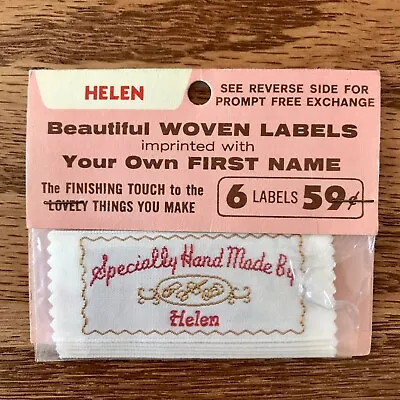 HELEN
SEE REVERSE SIDE FOR
PROMPT FREE EXCHANGE
Beautiful WOVEN LABELS
imprinted with
Your Own FIRST NAME
The FINISHING TOUCH to the
LOVELY THINGS YOU MAKE
6 LABELS 59¢
Specially Hand Made By
Helen